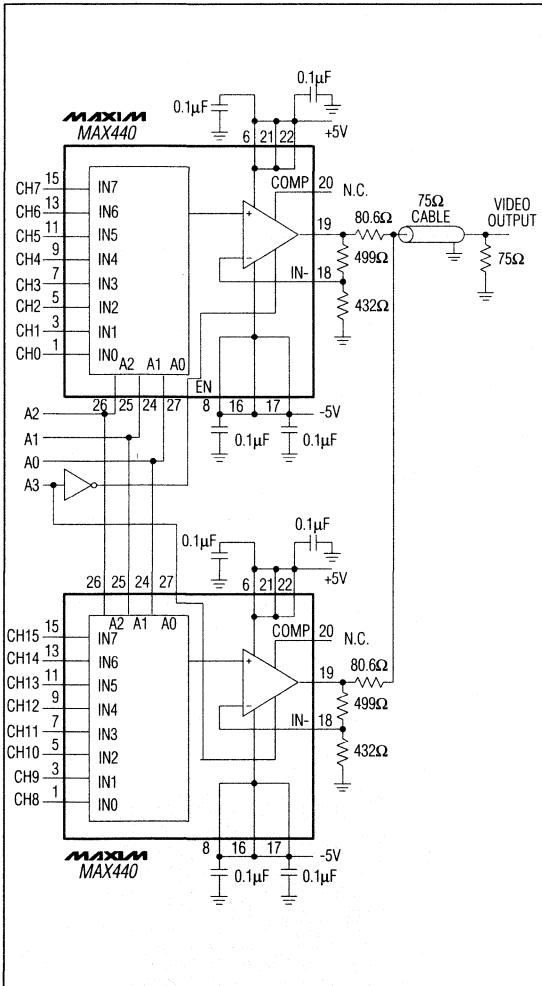 0.1µF
0.1µF
+5V
6 21 22
MAXIM
MAX440
COMP 20 N.C.
CH7 15 IN7
CH6 13 IN6
CH5 11 IN5
CH4 9 IN4
CH3 7 IN3
CH2 5 IN2
CH1 3 IN1
CH0 1 IN0
+
−
19
80.6Ω
75Ω CABLE
VIDEO OUTPUT
75Ω
499Ω
IN- 18
432Ω
A2 A1 A0
EN
26 25 24 27
8 16 17
-5V
0.1µF
0.1µF
A2
A1
A0
A3
0.1µF
0.1µF
+5V
26 25 24 27
6 21 22
A2 A1 A0
COMP 20 N.C.
CH15 15 IN7
CH14 13 IN6
CH13 11 IN5
CH12 9 IN4
CH11 7 IN3
CH10 5 IN2
CH9 3 IN1
CH8 1 IN0
+
−
19
80.6Ω
499Ω
IN- 18
432Ω
8 16 17
-5V
MAXIM
MAX440
0.1µF
0.1µF